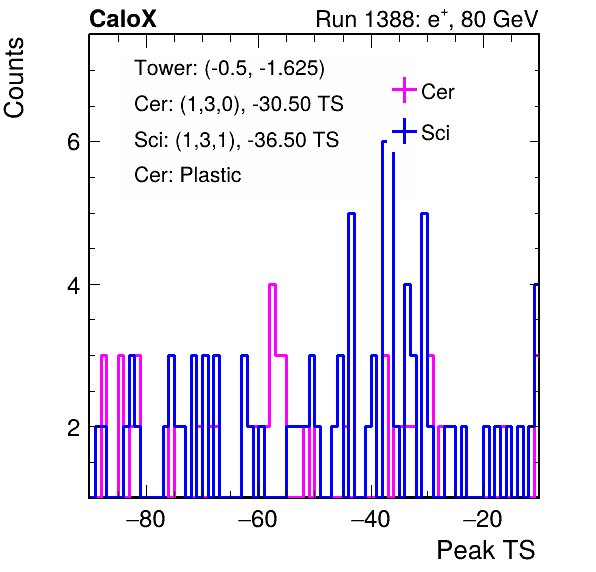 CaloX Run 1388: e⁺, 80 GeV
Counts
Tower: (-0.5, -1.625)
Cer: (1,3,0), -30.50 TS
Sci: (1,3,1), -36.50 TS
Cer: Plastic
Cer
Sci
6
4
2
−80 −60 −40 −20
Peak TS